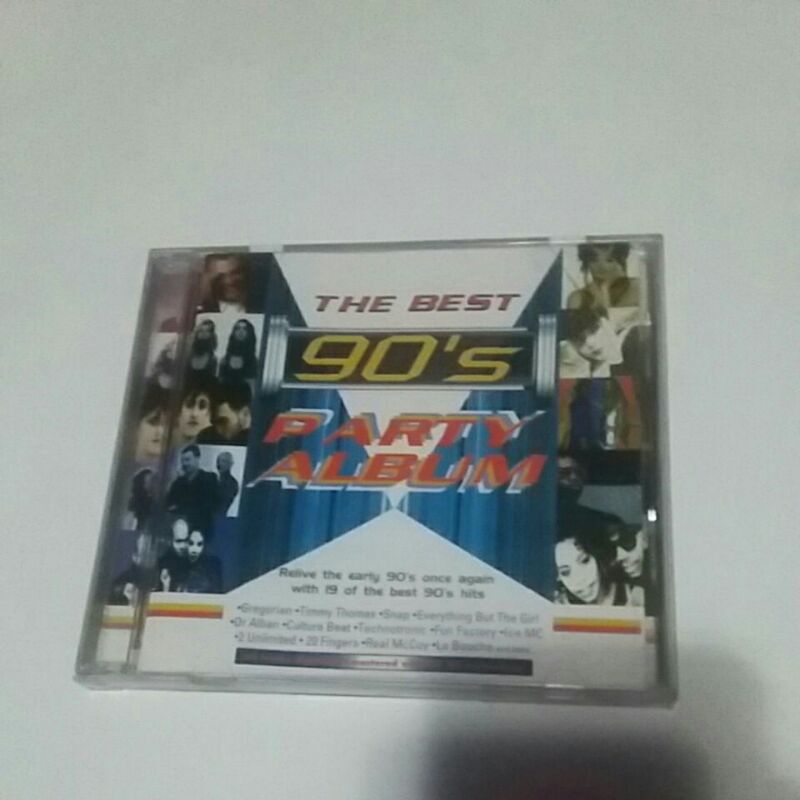 THE BEST
90's
PARTY
ALBUM
Relive the early 90's once again
with 19 of the best 90's hits
•Gregorian •Timmy Thomas •Snap •Everything But The Girl
•Dr Alban •Culture Beat •Technotronic •Fun Factory •Ice MC
•2 Unlimited •20 Fingers •Real McCoy •La Bouche
mastered